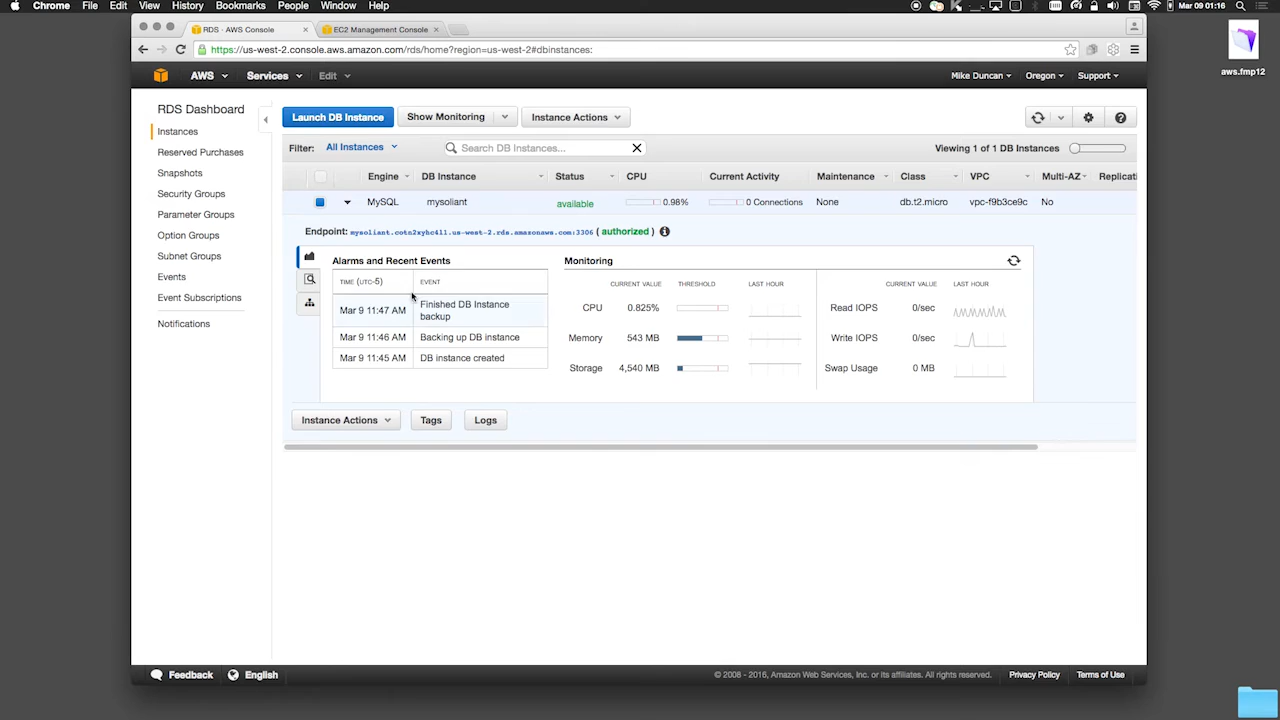 Chrome File Edit View History Bookmarks People Window Help Mar 09 01:16
RDS · AWS Console × EC2 Management Console ×
https://us-west-2.console.aws.amazon.com/rds/home?region=us-west-2#dbinstances:
AWS Services Edit Mike Duncan Oregon Support
aws.fmp12
RDS Dashboard
Instances
Reserved Purchases
Snapshots
Security Groups
Parameter Groups
Option Groups
Subnet Groups
Events
Event Subscriptions
Notifications
Launch DB Instance Show Monitoring Instance Actions
Filter: All Instances Search DB Instances... Viewing 1 of 1 DB Instances
Engine DB Instance Status CPU Current Activity Maintenance Class VPC Multi-AZ Replicati
MySQL mysoliant available 0.98% 0 Connections None db.t2.micro vpc-f9b3ce9c No
Endpoint: mysoliant.cotn2xyhc4l1.us-west-2.rds.amazonaws.com:3306 ( authorized )
Alarms and Recent Events
TIME (UTC-5) EVENT
Mar 9 11:47 AM Finished DB Instance
backup
Mar 9 11:46 AM Backing up DB instance
Mar 9 11:45 AM DB instance created
Monitoring
CURRENT VALUE THRESHOLD LAST HOUR CURRENT VALUE LAST HOUR
CPU 0.825% Read IOPS 0/sec
Memory 543 MB Write IOPS 0/sec
Storage 4,540 MB Swap Usage 0 MB
Instance Actions Tags Logs
Feedback English © 2008 - 2016, Amazon Web Services, Inc. or its affiliates. All rights reserved. Privacy Policy Terms of Use